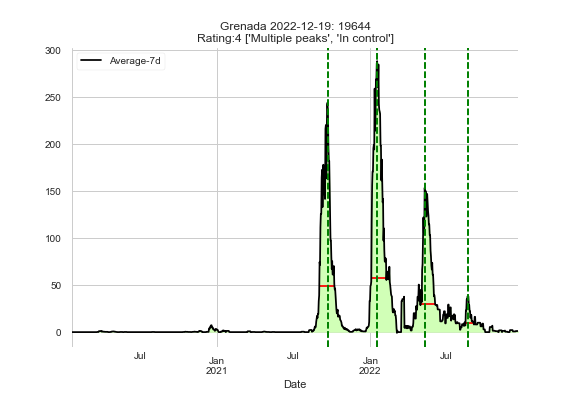 Grenada 2022-12-19: 19644
Rating:4 ['Multiple peaks', 'In control']
300
Average-7d
250
200
150
100
50
0
Jul
Jan
2021
Jul
Jan
2022
Jul
Date